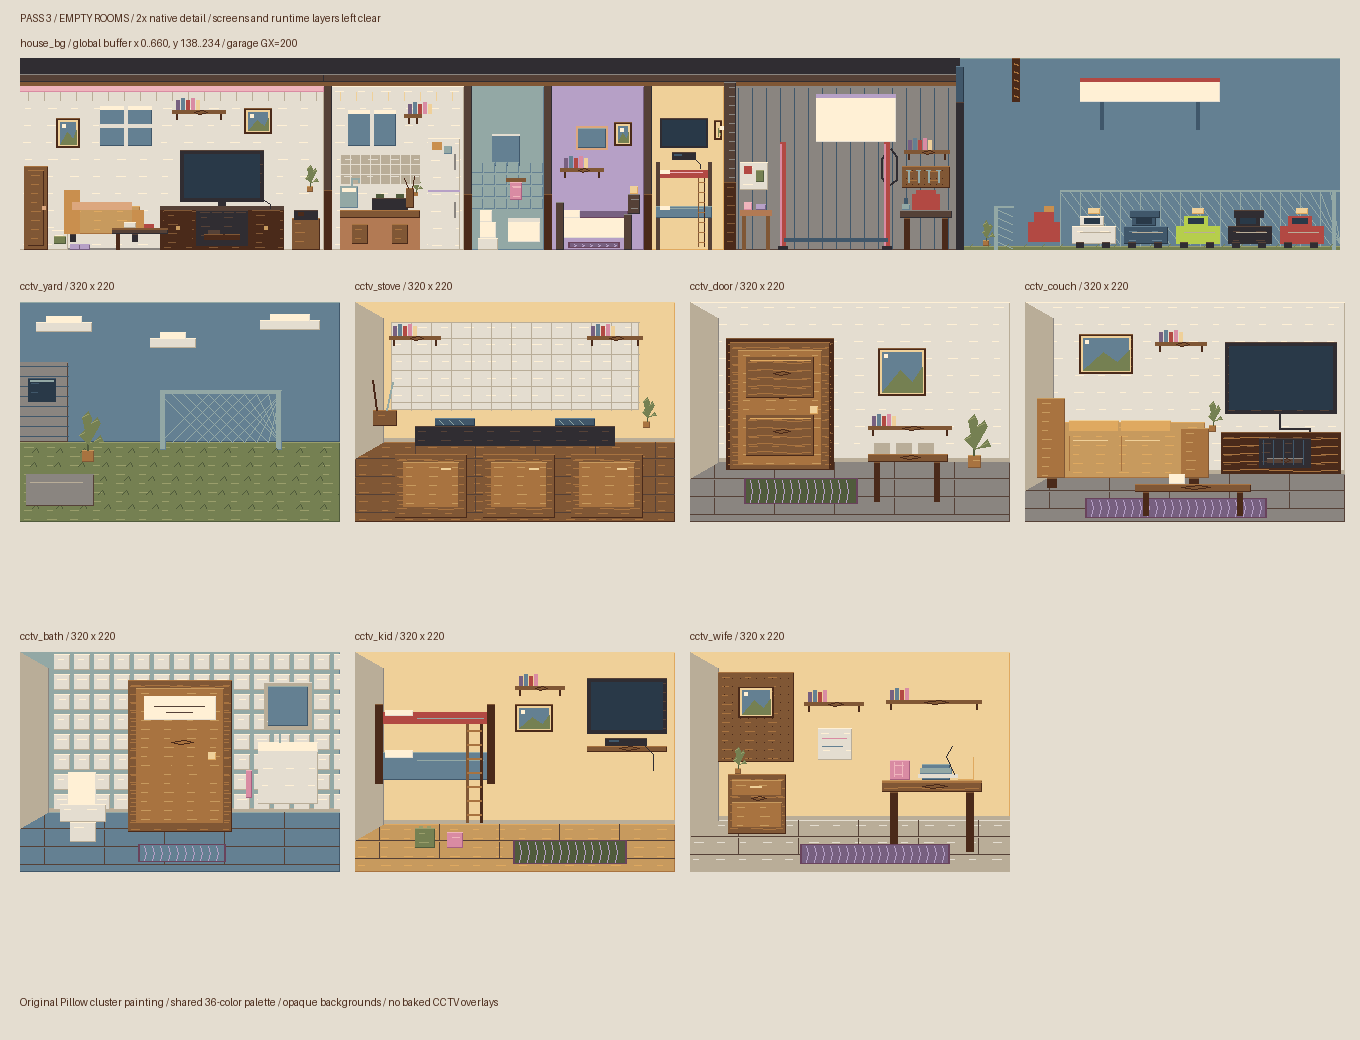 PASS 3 / EMPTY ROOMS / 2x native detail / screens and runtime layers left clear
house_bg / global buffer x 0..660, y 138..234 / garage GX=200
cctv_yard / 320 x 220
cctv_stove / 320 x 220
cctv_door / 320 x 220
cctv_couch / 320 x 220
cctv_bath / 320 x 220
cctv_kid / 320 x 220
cctv_wife / 320 x 220
Original Pillow cluster painting / shared 36-color palette / opaque backgrounds / no baked CCTV overlays